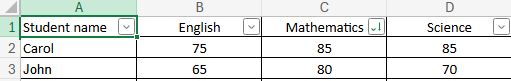 A B C D
1 Student name English Mathematics Science
2 Carol 75 85 85
3 John 65 80 70